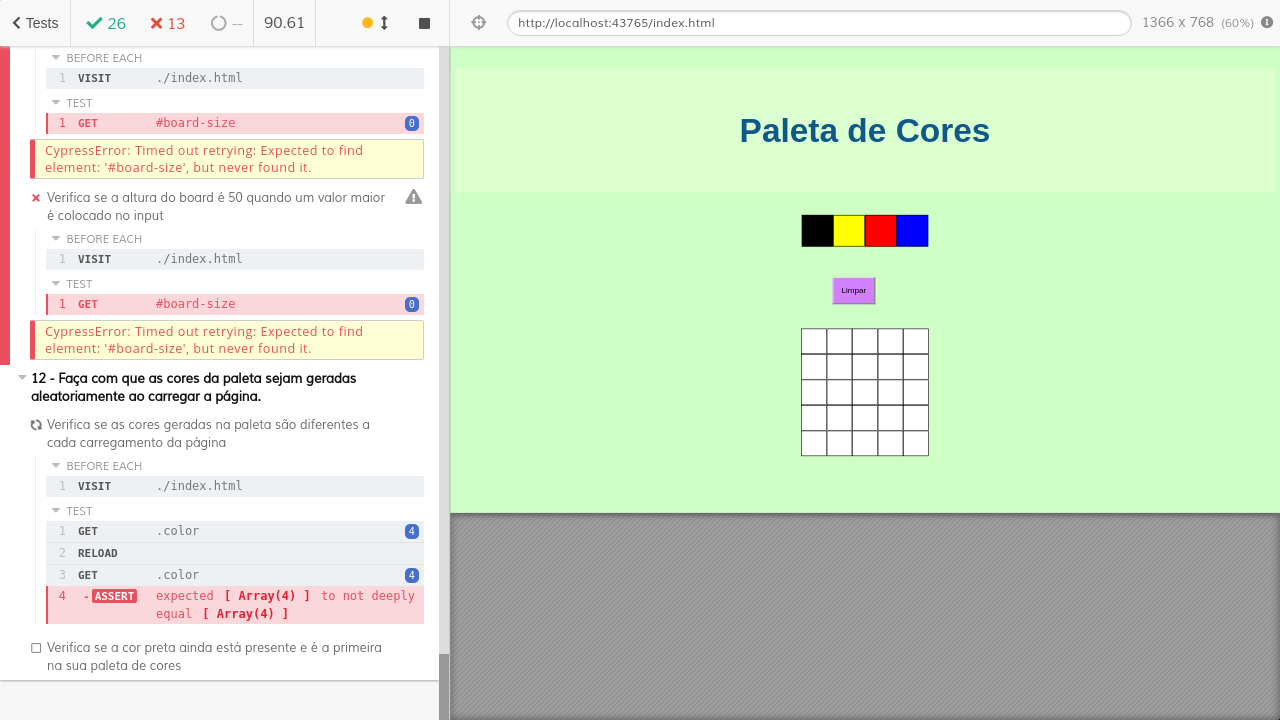 Tests 26 13 -- 90.61 http://localhost:43765/index.html 1366 x 768 (60%)
BEFORE EACH
1 VISIT ./index.html
TEST
1 GET #board-size 0
CypressError: Timed out retrying: Expected to find
element: '#board-size', but never found it.
Verifica se a altura do board é 50 quando um valor maior
é colocado no input
BEFORE EACH
1 VISIT ./index.html
TEST
1 GET #board-size 0
CypressError: Timed out retrying: Expected to find
element: '#board-size', but never found it.
12 - Faça com que as cores da paleta sejam geradas
aleatoriamente ao carregar a página.
Verifica se as cores geradas na paleta são diferentes a
cada carregamento da página
BEFORE EACH
1 VISIT ./index.html
TEST
1 GET .color 4
2 RELOAD
3 GET .color 4
4 -ASSERT expected [ Array(4) ] to not deeply
equal [ Array(4) ]
Verifica se a cor preta ainda está presente e é a primeira
na sua paleta de cores
Paleta de Cores
Limpar